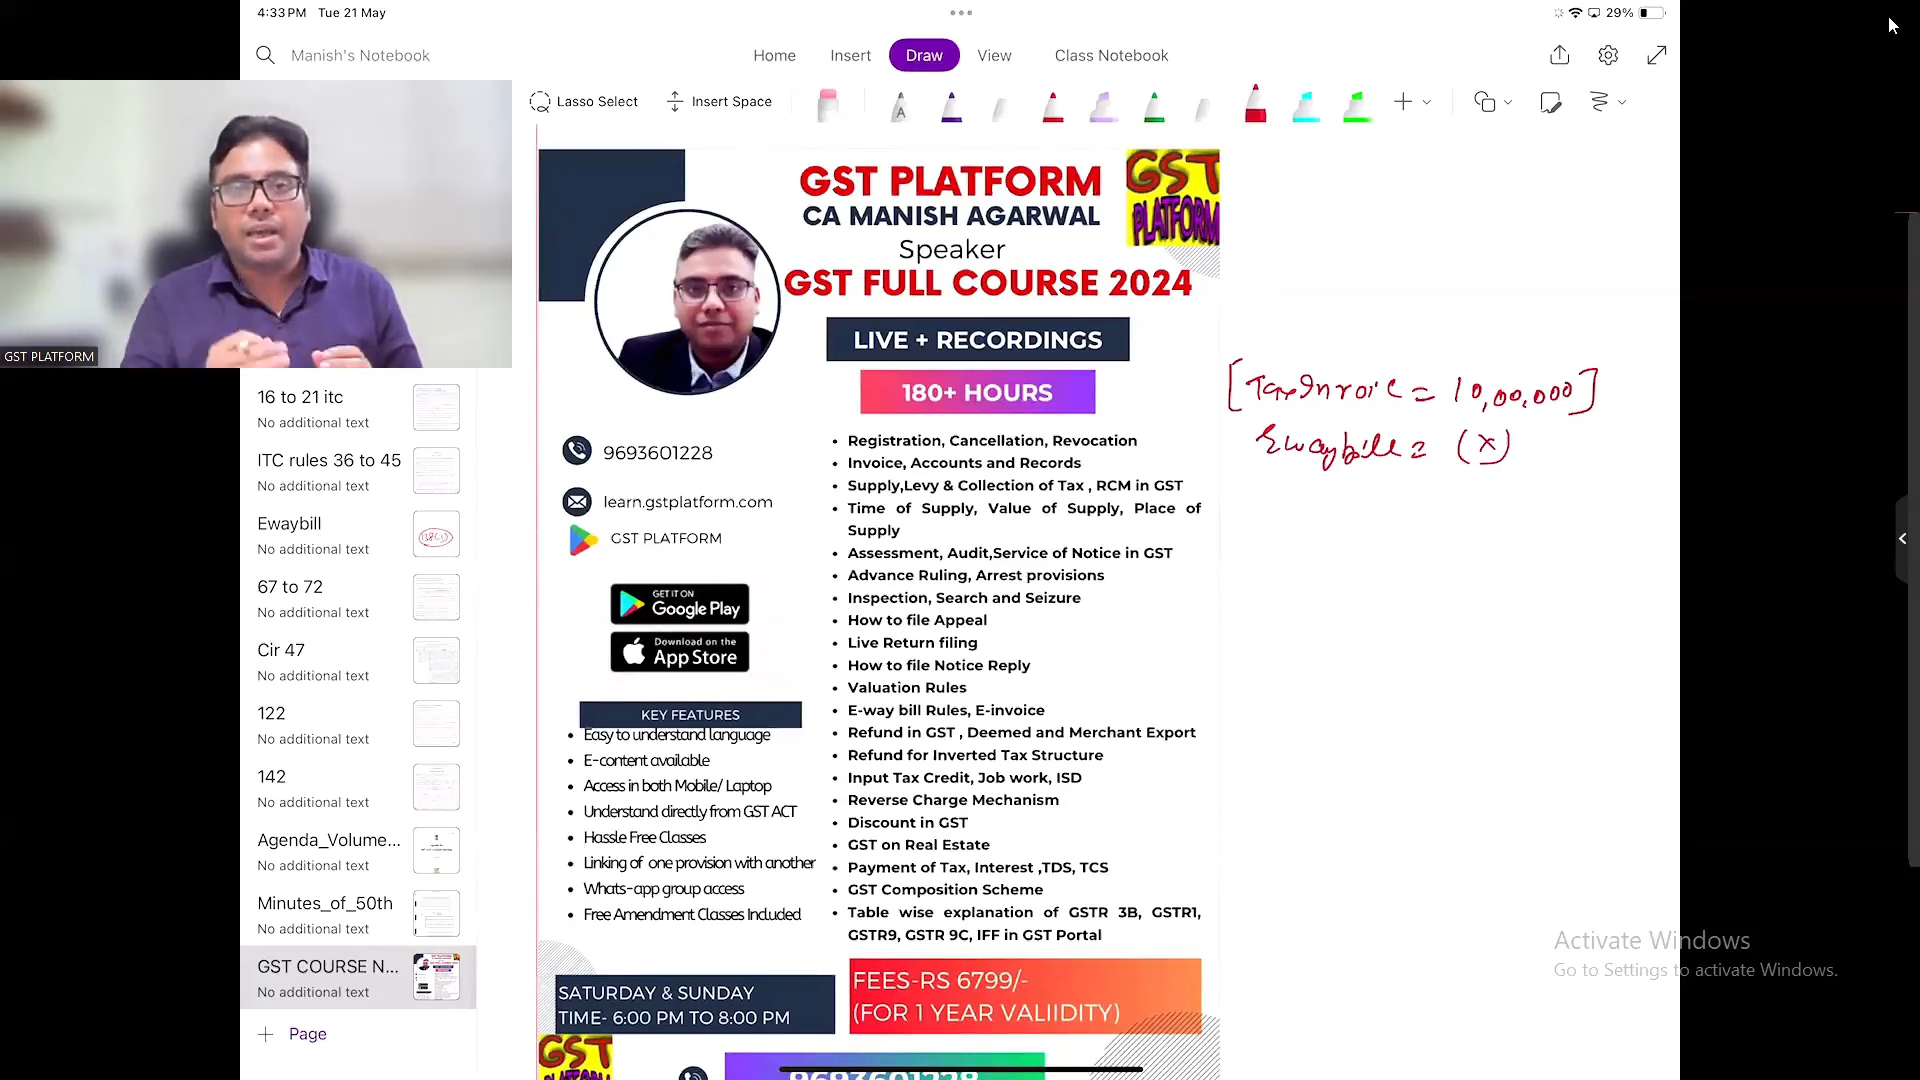 4:33 PM Tue 21 May
29%
Manish's Notebook
Home Insert Draw View Class Notebook
Lasso Select Insert Space
A
GST PLATFORM
16 to 21 itc
No additional text
ITC rules 36 to 45
No additional text
Ewaybill
No additional text
67 to 72
No additional text
Cir 47
No additional text
122
No additional text
142
No additional text
Agenda_Volume...
No additional text
Minutes_of_50th
No additional text
GST COURSE N...
No additional text
Page
GST PLATFORM
CA MANISH AGARWAL
Speaker
GST FULL COURSE 2024
GST
PLATFORM
LIVE + RECORDINGS
180+ HOURS
9693601228
learn.gstplatform.com
GST PLATFORM
GET IT ON
Google Play
Download on the
App Store
KEY FEATURES
• Easy to understand language
• E-content available
• Access in both Mobile/ Laptop
• Understand directly from GST ACT
• Hassle Free Classes
• Linking of one provision with another
• Whats-app group access
• Free Amendment Classes Included
• Registration, Cancellation, Revocation
• Invoice, Accounts and Records
• Supply,Levy & Collection of Tax , RCM in GST
• Time of Supply, Value of Supply, Place of
Supply
• Assessment, Audit,Service of Notice in GST
• Advance Ruling, Arrest provisions
• Inspection, Search and Seizure
• How to file Appeal
• Live Return filing
• How to file Notice Reply
• Valuation Rules
• E-way bill Rules, E-invoice
• Refund in GST , Deemed and Merchant Export
• Refund for Inverted Tax Structure
• Input Tax Credit, Job work, ISD
• Reverse Charge Mechanism
• Discount in GST
• GST on Real Estate
• Payment of Tax, Interest ,TDS, TCS
• GST Composition Scheme
• Table wise explanation of GSTR 3B, GSTR1,
GSTR9, GSTR 9C, IFF in GST Portal
SATURDAY & SUNDAY
TIME- 6:00 PM TO 8:00 PM
FEES-RS 6799/-
(FOR 1 YEAR VALIIDITY)
GST
PLATFORM
9693601228
[Tax Invoice = 10,00,000]
Ewaybill = (X)
Activate Windows
Go to Settings to activate Windows.